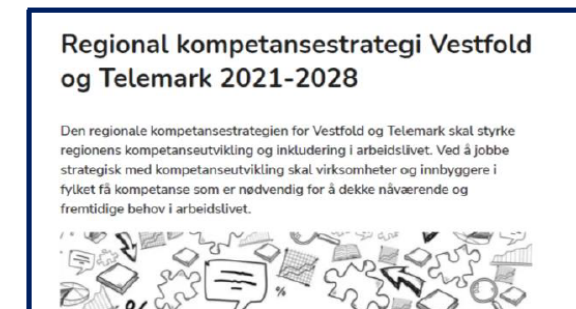 Regional kompetansestrategi Vestfold
og Telemark 2021-2028
Den regionale kompetansestrategien for Vestfold og Telemark skal styrke
regionens kompetanseutvikling og inkludering i arbeidslivet. Ved å jobbe
strategisk med kompetanseutvikling skal virksomheter og innbyggere i
fylket få kompetanse som er nødvendig for å dekke nåværende og
fremtidige behov i arbeidslivet.
%
%